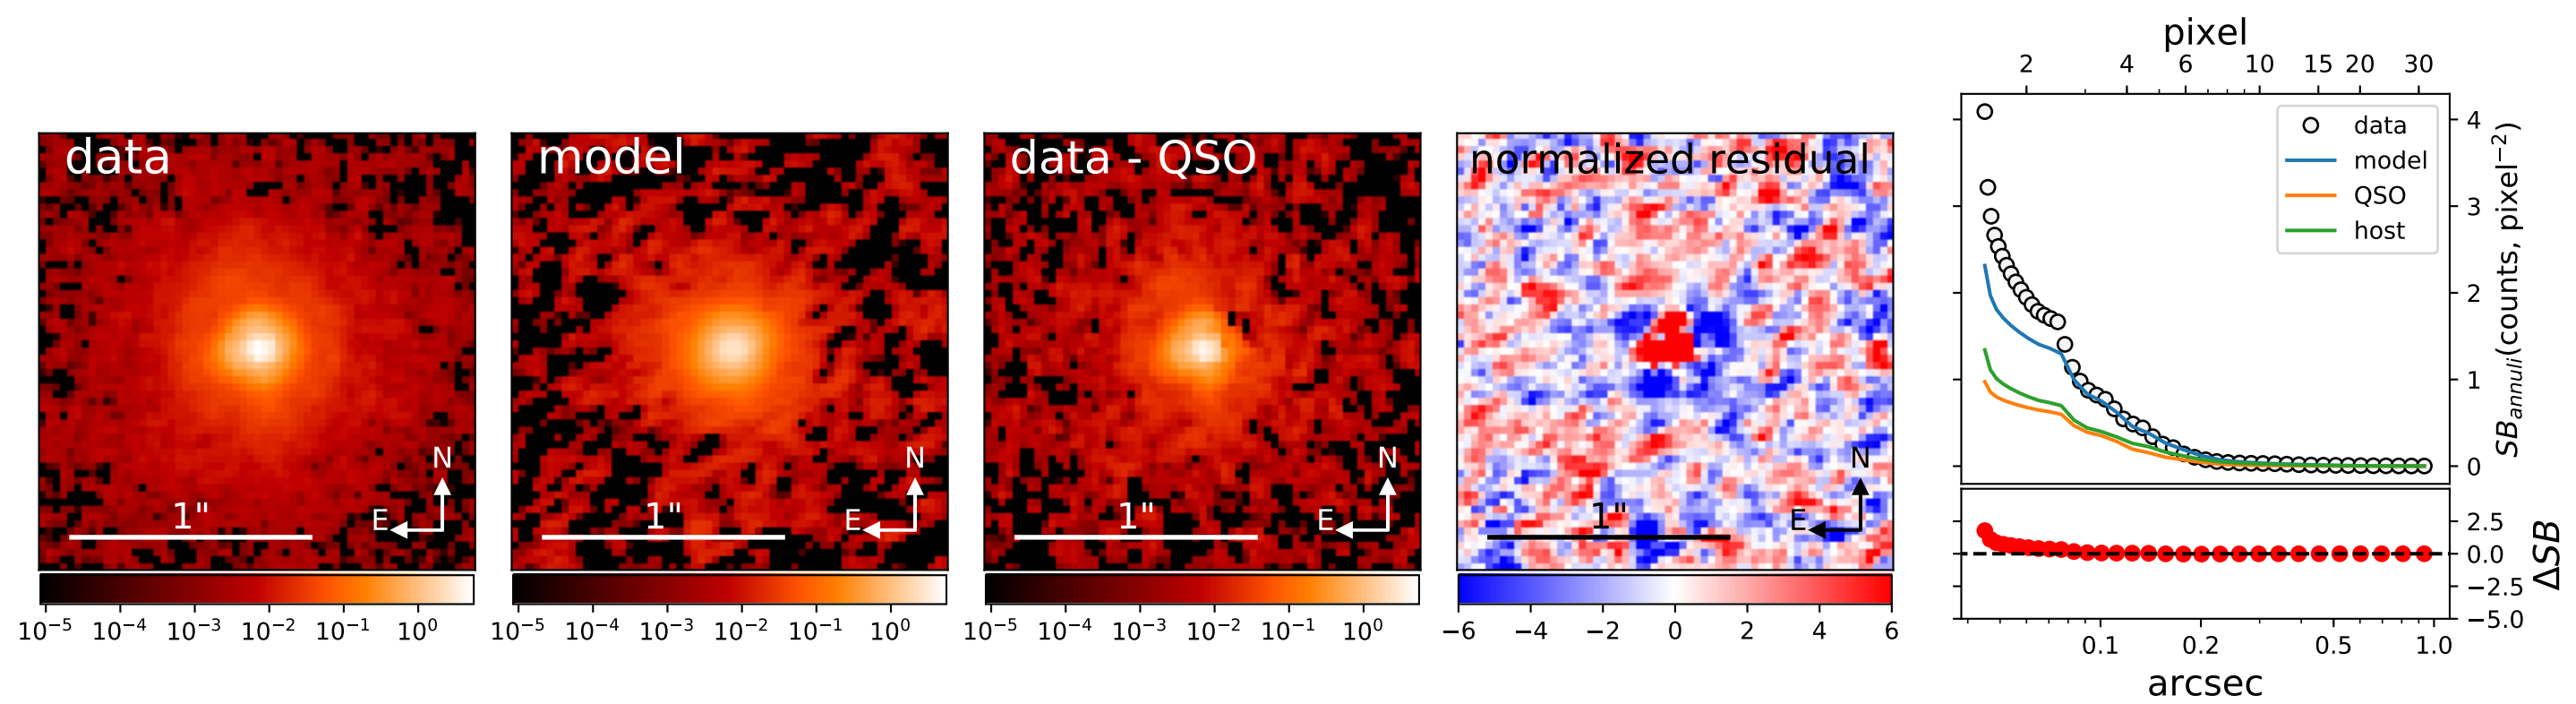 data
1"
N
E
10⁻⁵ 10⁻⁴ 10⁻³ 10⁻² 10⁻¹ 10⁰
model
1"
N
E
10⁻⁵ 10⁻⁴ 10⁻³ 10⁻² 10⁻¹ 10⁰
data - QSO
1"
N
E
10⁻⁵ 10⁻⁴ 10⁻³ 10⁻² 10⁻¹ 10⁰
normalized residual
1"
N
E
−6 −4 −2 0 2 4 6
pixel
2 4 6 10 15 20 30
data
model
QSO
host
4
3
2
1
0
SB_annuli(counts, pixel⁻²)
2.5
0.0
−2.5
−5.0
ΔSB
0.1 0.2 0.5 1.0
arcsec